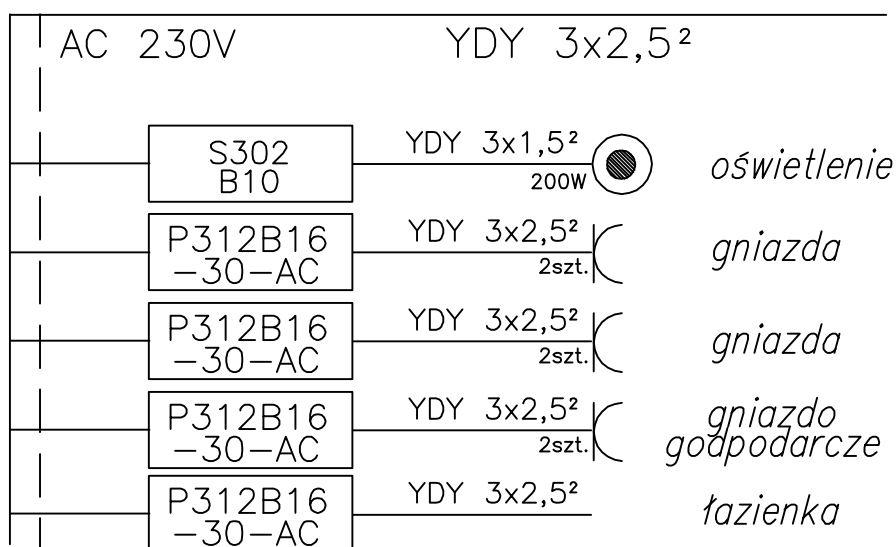 AC 230V YDY 3x2,5²
S302
B10
YDY 3x1,5²
200W
oświetlenie
P312B16
-30-AC
YDY 3x2,5²
2szt.
gniazda
P312B16
-30-AC
YDY 3x2,5²
2szt.
gniazda
P312B16
-30-AC
YDY 3x2,5²
2szt.
gniazdo
godpodarcze
P312B16
-30-AC
YDY 3x2,5²
łazienka